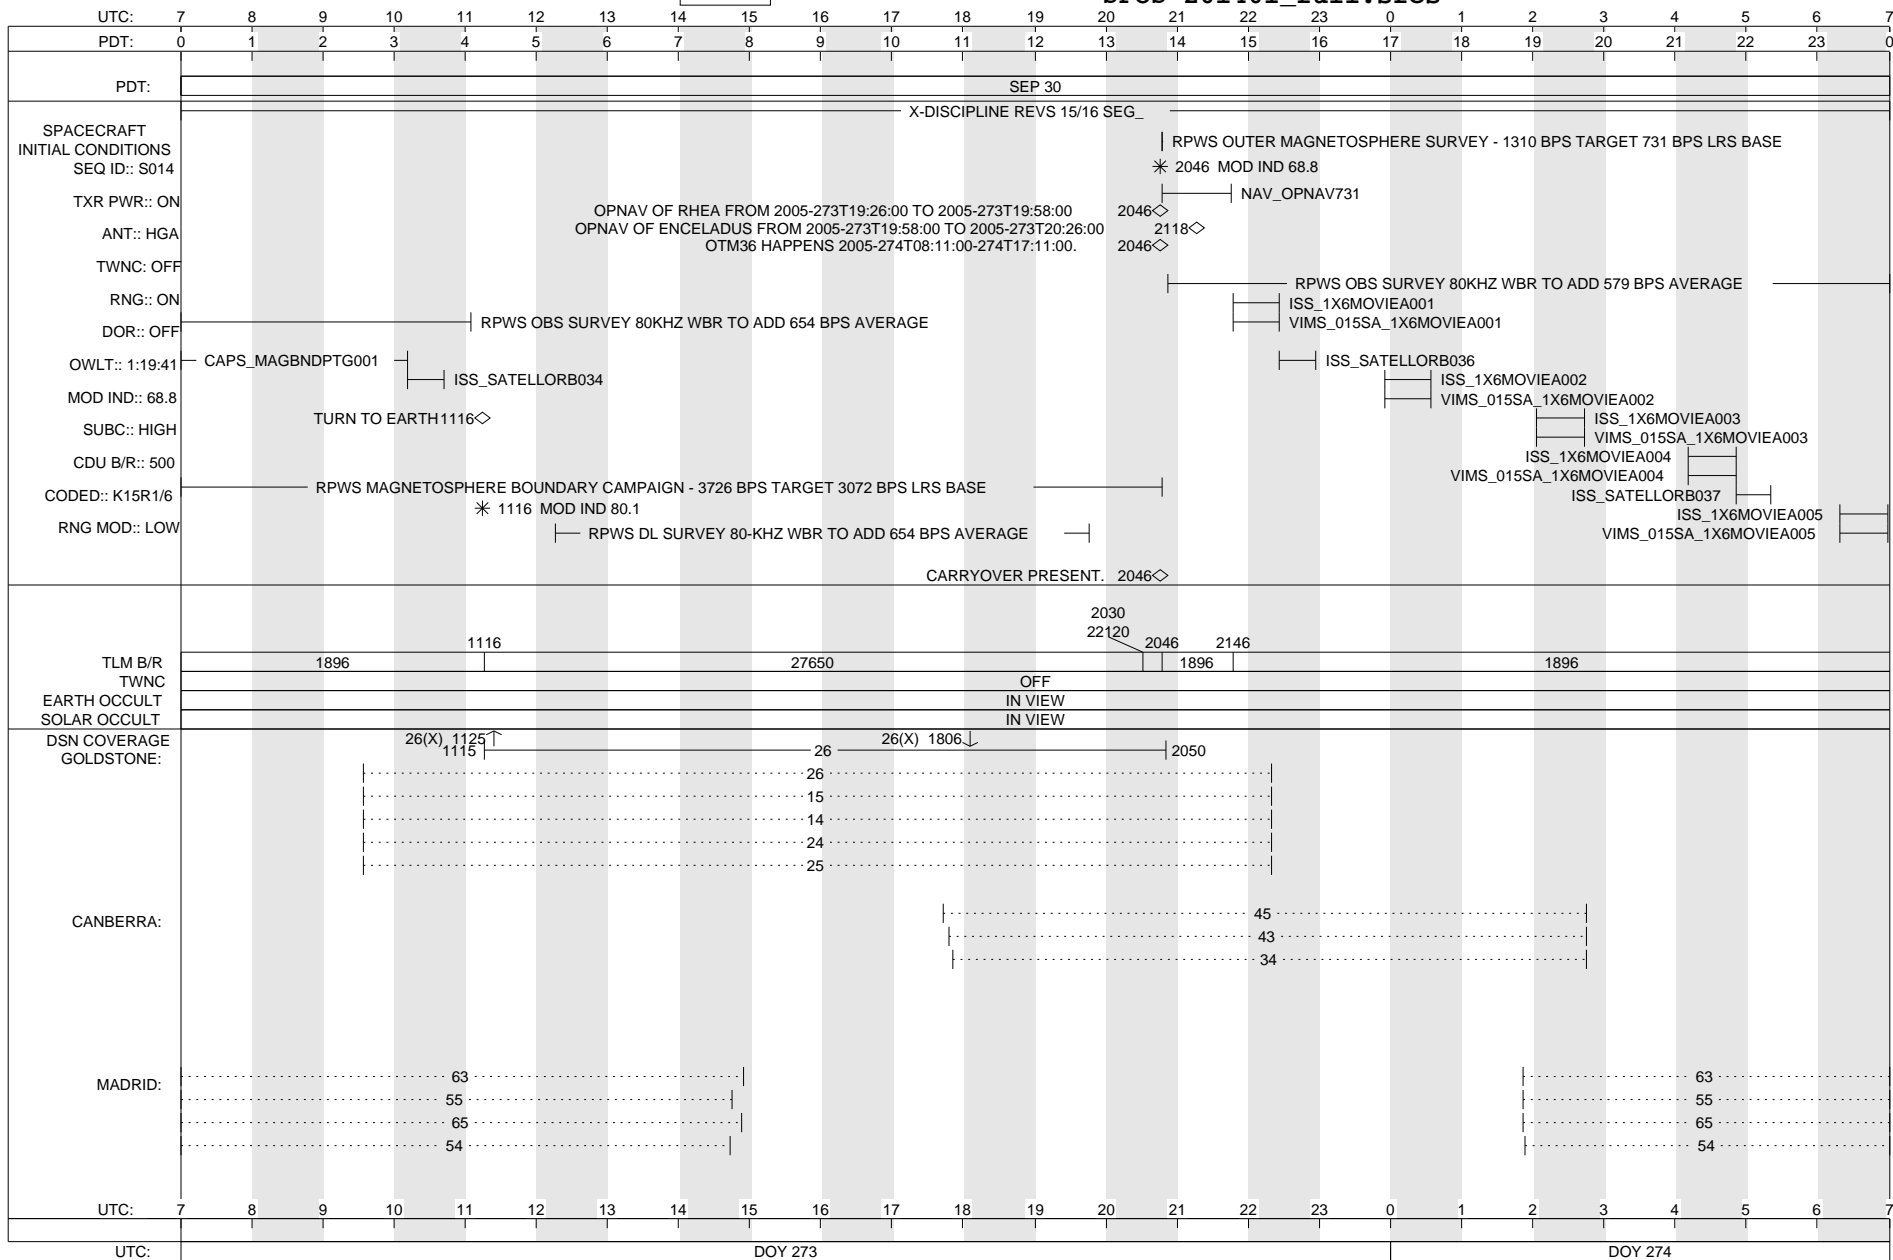 UTC: 7 8 9 10 11 12 13 14 15 16 17 18 19 20 21 22 23 0 1 2 3 4 5 6 7
PDT: 0 1 2 3 4 5 6 7 8 9 10 11 12 13 14 15 16 17 18 19 20 21 22 23 0
PDT: SEP 30
X-DISCIPLINE REVS 15/16 SEG_
SPACECRAFT
INITIAL CONDITIONS
RPWS OUTER MAGNETOSPHERE SURVEY - 1310 BPS TARGET 731 BPS LRS BASE
SEQ ID:: S014
2046 MOD IND 68.8
TXR PWR:: ON
NAV_OPNAV731
OPNAV OF RHEA FROM 2005-273T19:26:00 TO 2005-273T19:58:00 2046
ANT:: HGA
OPNAV OF ENCELADUS FROM 2005-273T19:58:00 TO 2005-273T20:26:00 2118
OTM36 HAPPENS 2005-274T08:11:00-274T17:11:00. 2046
TWNC: OFF
RPWS OBS SURVEY 80KHZ WBR TO ADD 579 BPS AVERAGE
RNG:: ON
ISS_1X6MOVIEA001
DOR:: OFF
RPWS OBS SURVEY 80KHZ WBR TO ADD 654 BPS AVERAGE
VIMS_015SA_1X6MOVIEA001
OWLT:: 1:19:41
CAPS_MAGBNDPTG001
ISS_SATELLORB036
ISS_SATELLORB034
ISS_1X6MOVIEA002
MOD IND:: 68.8
VIMS_015SA_1X6MOVIEA002
TURN TO EARTH 1116
ISS_1X6MOVIEA003
SUBC:: HIGH
VIMS_015SA_1X6MOVIEA003
CDU B/R:: 500
ISS_1X6MOVIEA004
VIMS_015SA_1X6MOVIEA004
CODED:: K15R1/6
RPWS MAGNETOSPHERE BOUNDARY CAMPAIGN - 3726 BPS TARGET 3072 BPS LRS BASE
ISS_SATELLORB037
1116 MOD IND 80.1
ISS_1X6MOVIEA005
RNG MOD:: LOW
RPWS DL SURVEY 80-KHZ WBR TO ADD 654 BPS AVERAGE
VIMS_015SA_1X6MOVIEA005
CARRYOVER PRESENT. 2046
2030
22120
1116 2046 2146
TLM B/R 1896 27650 1896 1896
TWNC OFF
EARTH OCCULT IN VIEW
SOLAR OCCULT IN VIEW
DSN COVERAGE
26(X) 1125 26(X) 1806
GOLDSTONE: 1115 26 2050
26
15
14
24
25
CANBERRA: 45
43
34
MADRID: 63 63
55 55
65 65
54 54
UTC: 7 8 9 10 11 12 13 14 15 16 17 18 19 20 21 22 23 0 1 2 3 4 5 6 7
UTC: DOY 273 DOY 274